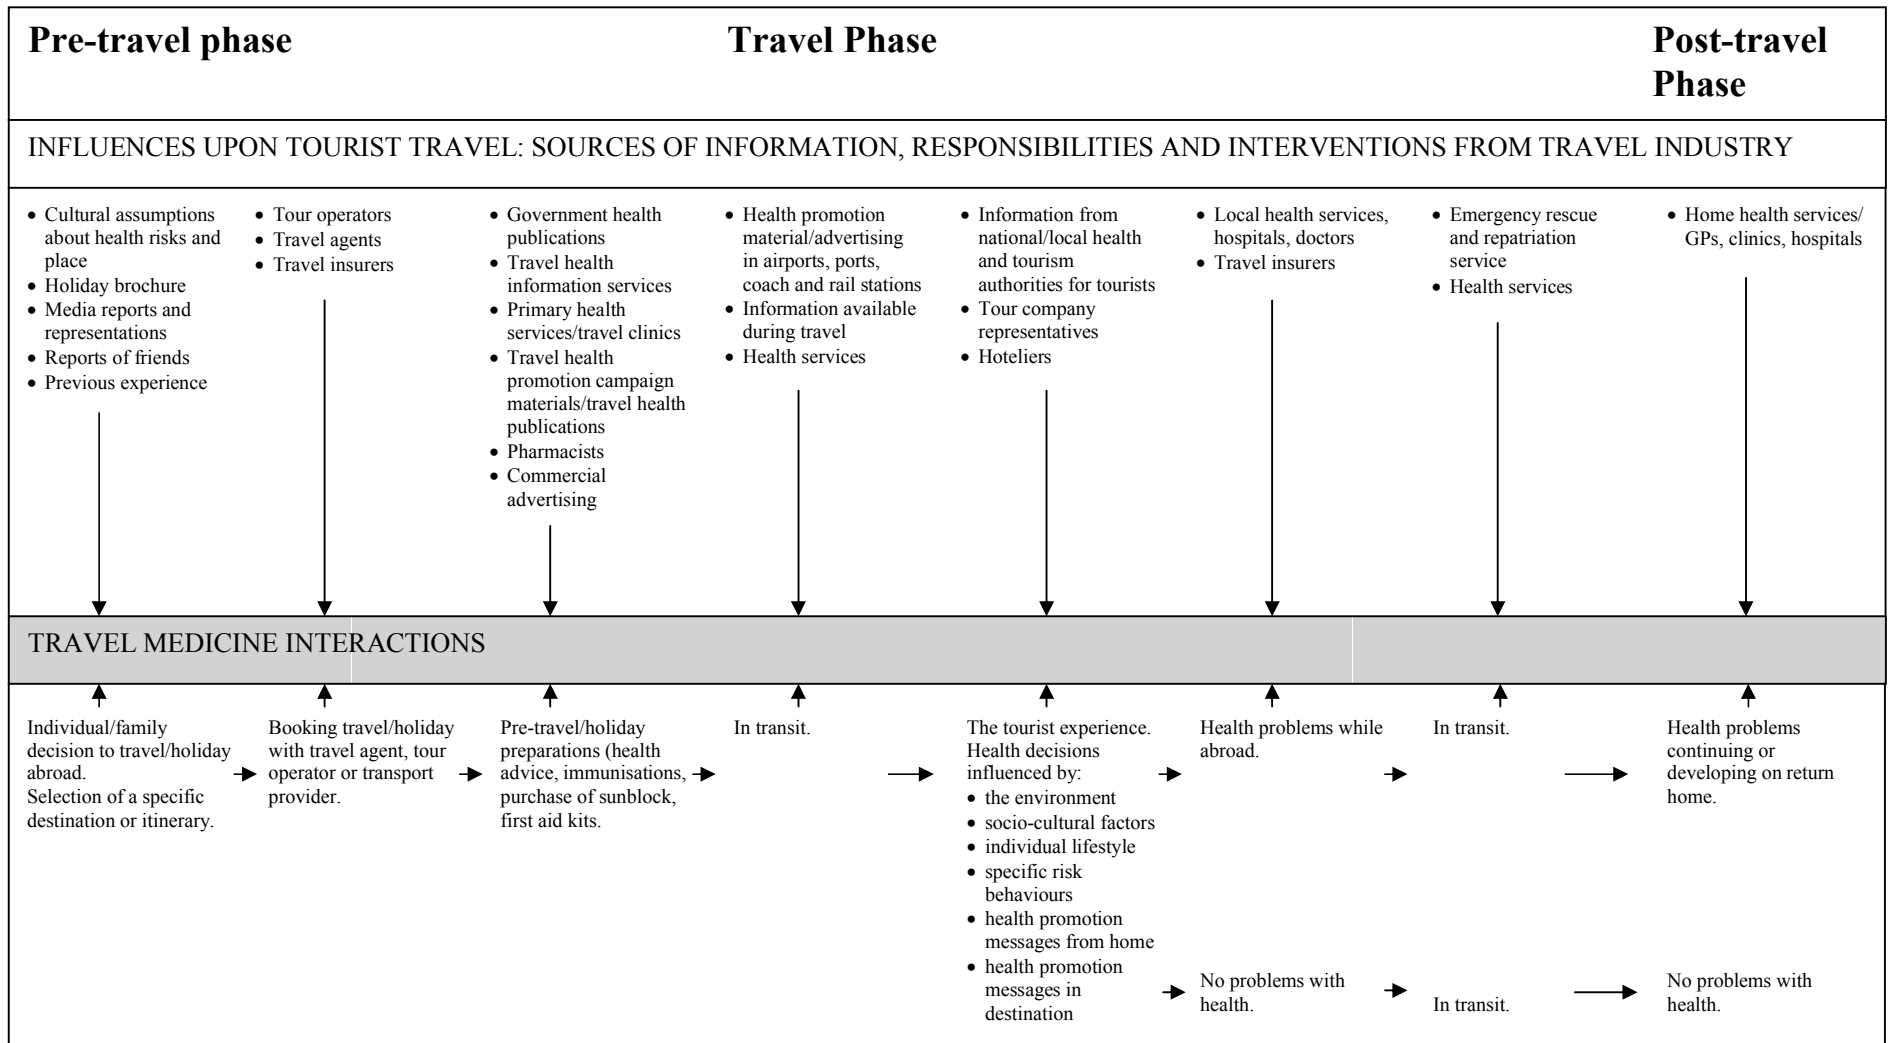 Pre-travel phase
Travel Phase
Post-travel
Phase
INFLUENCES UPON TOURIST TRAVEL: SOURCES OF INFORMATION, RESPONSIBILITIES AND INTERVENTIONS FROM TRAVEL INDUSTRY
• Cultural assumptions
about health risks and
place
• Holiday brochure
• Media reports and
representations
• Reports of friends
• Previous experience
• Tour operators
• Travel agents
• Travel insurers
• Government health
publications
• Travel health
information services
• Primary health
services/travel clinics
• Travel health
promotion campaign
materials/travel health
publications
• Pharmacists
• Commercial
advertising
• Health promotion
material/advertising
in airports, ports,
coach and rail stations
• Information available
during travel
• Health services
• Information from
national/local health
and tourism
authorities for tourists
• Tour company
representatives
• Hoteliers
• Local health services,
hospitals, doctors
• Travel insurers
• Emergency rescue
and repatriation
service
• Health services
• Home health services/
GPs, clinics, hospitals
TRAVEL MEDICINE INTERACTIONS
Individual/family
decision to travel/holiday
abroad.
Selection of a specific
destination or itinerary.
Booking travel/holiday
with travel agent, tour
operator or transport
provider.
Pre-travel/holiday
preparations (health
advice, immunisations,
purchase of sunblock,
first aid kits.
In transit.
The tourist experience.
Health decisions
influenced by:
• the environment
• socio-cultural factors
• individual lifestyle
• specific risk
behaviours
• health promotion
messages from home
• health promotion
messages in
destination
Health problems while
abroad.
In transit.
Health problems
continuing or
developing on return
home.
No problems with
health.
In transit.
No problems with
health.